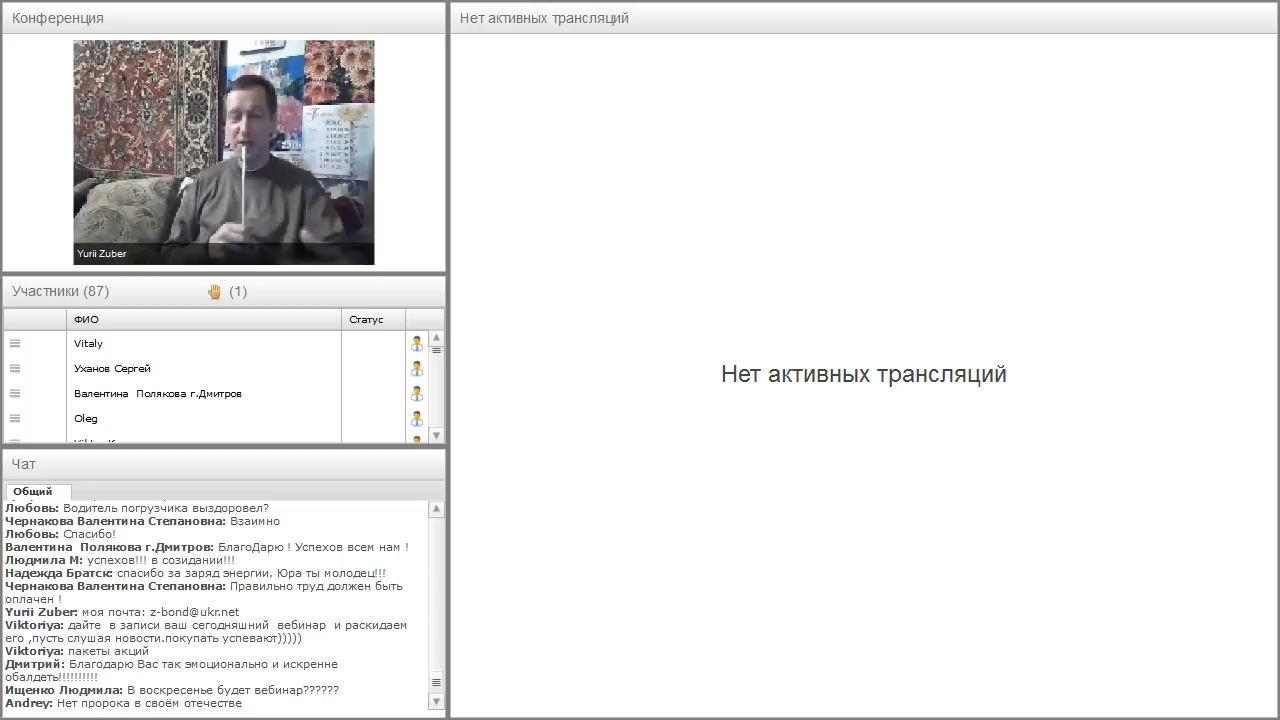 Конференция
Yurii Zuber
Участники (87)
(1)
ФИО
Статус
Vitaly
Уханов Сергей
Валентина  Полякова г.Дмитров
Oleg
Чат
Общий
Любовь: Водитель погрузчика выздоровел?
Чернакова Валентина Степановна: Взаимно
Любовь: Спасибо!
Валентина  Полякова г.Дмитров: БлагоДарю ! Успехов всем нам !
Людмила М: успехов!!! в созидании!!!
Надежда Братск: спасибо за заряд энергии. Юра ты молодец!!!
Чернакова Валентина Степановна: Правильно труд должен быть
оплачен !
Yurii Zuber: моя почта: z-bond@ukr.net
Viktoriya: дайте  в записи ваш сегодняшний  вебинар  и раскидаем
его ,пусть слушая новости.покупать успевают)))))
Viktoriya: пакеты акций
Дмитрий: Благодарю Вас так эмоционально и искренне
обалдеть!!!!!!!!!!
Ищенко Людмила: В воскресенье будет вебинар??????
Andrey: Нет пророка в своём отечестве
Нет активных трансляций
Нет активных трансляций